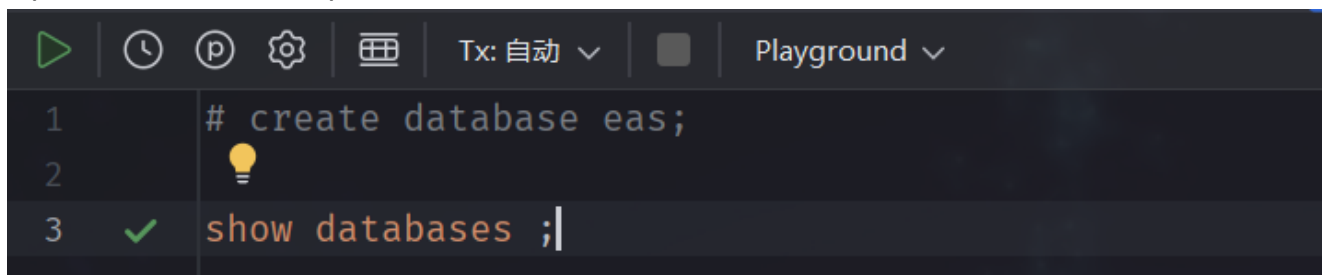 Tx: 自动 Playground
1 # create database eas;
2
3 show databases ;